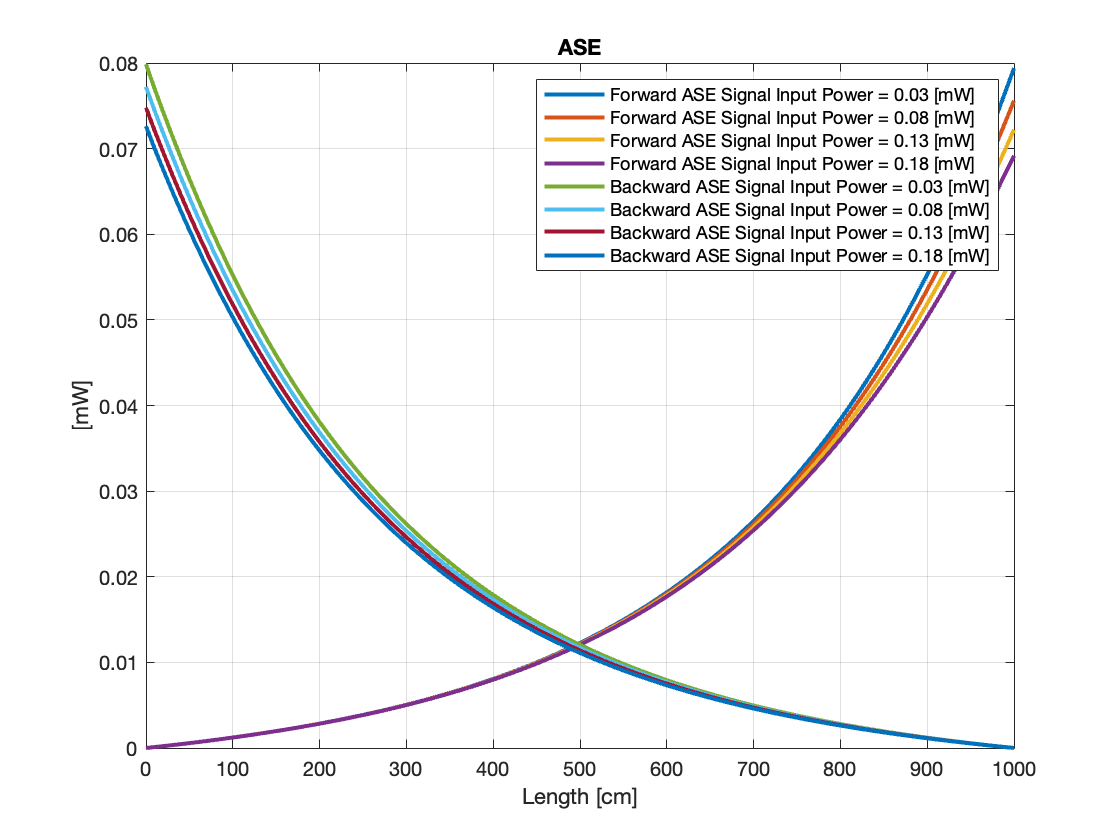 ASE
0.08
0.07
0.06
0.05
0.04
0.03
0.02
0.01
0
[mW]
Forward ASE Signal Input Power = 0.03 [mW]
Forward ASE Signal Input Power = 0.08 [mW]
Forward ASE Signal Input Power = 0.13 [mW]
Forward ASE Signal Input Power = 0.18 [mW]
Backward ASE Signal Input Power = 0.03 [mW]
Backward ASE Signal Input Power = 0.08 [mW]
Backward ASE Signal Input Power = 0.13 [mW]
Backward ASE Signal Input Power = 0.18 [mW]
0 100 200 300 400 500 600 700 800 900 1000
Length [cm]